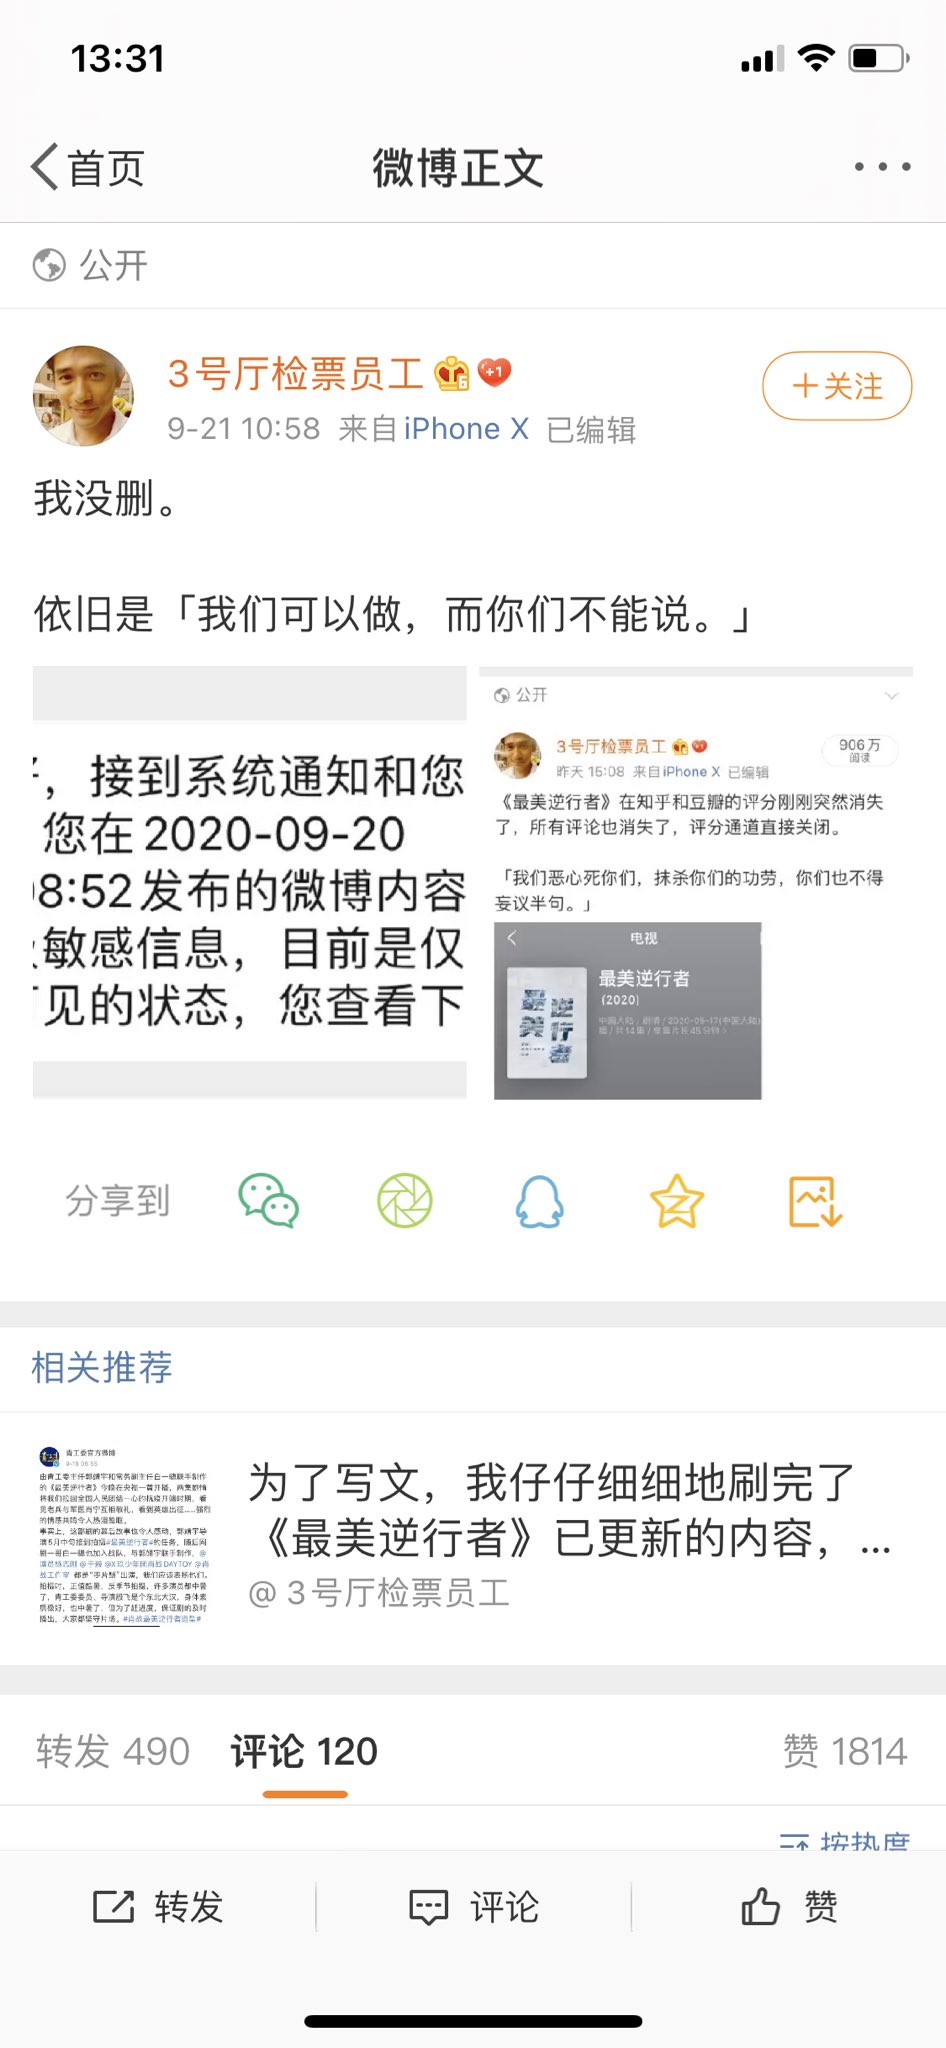 13:31
首页
微博正文
公开
3号厅检票员工
+1
9-21 10:58 来自 iPhone X 已编辑
＋关注
我没删。
依旧是「我们可以做，而你们不能说。」
，接到系统通知和您
您在 2020-09-20
8:52 发布的微博内容
敏感信息，目前是仅
见的状态，您查看下
公开
3号厅检票员工
昨天 15:08 来自 iPhone X 已编辑
906万
阅读
《最美逆行者》在知乎和豆瓣的评分刚刚突然消失
了，所有评论也消失了，评分通道直接关闭。
「我们恶心死你们，抹杀你们的功劳，你们也不得
妄议半句。」
电视
最美逆行者
(2020)
分享到
相关推荐
青工委官方微博
为了写文，我仔仔细细地刷完了
《最美逆行者》已更新的内容，...
@ 3号厅检票员工
转发 490
评论 120
赞 1814
按热度
转发
评论
赞